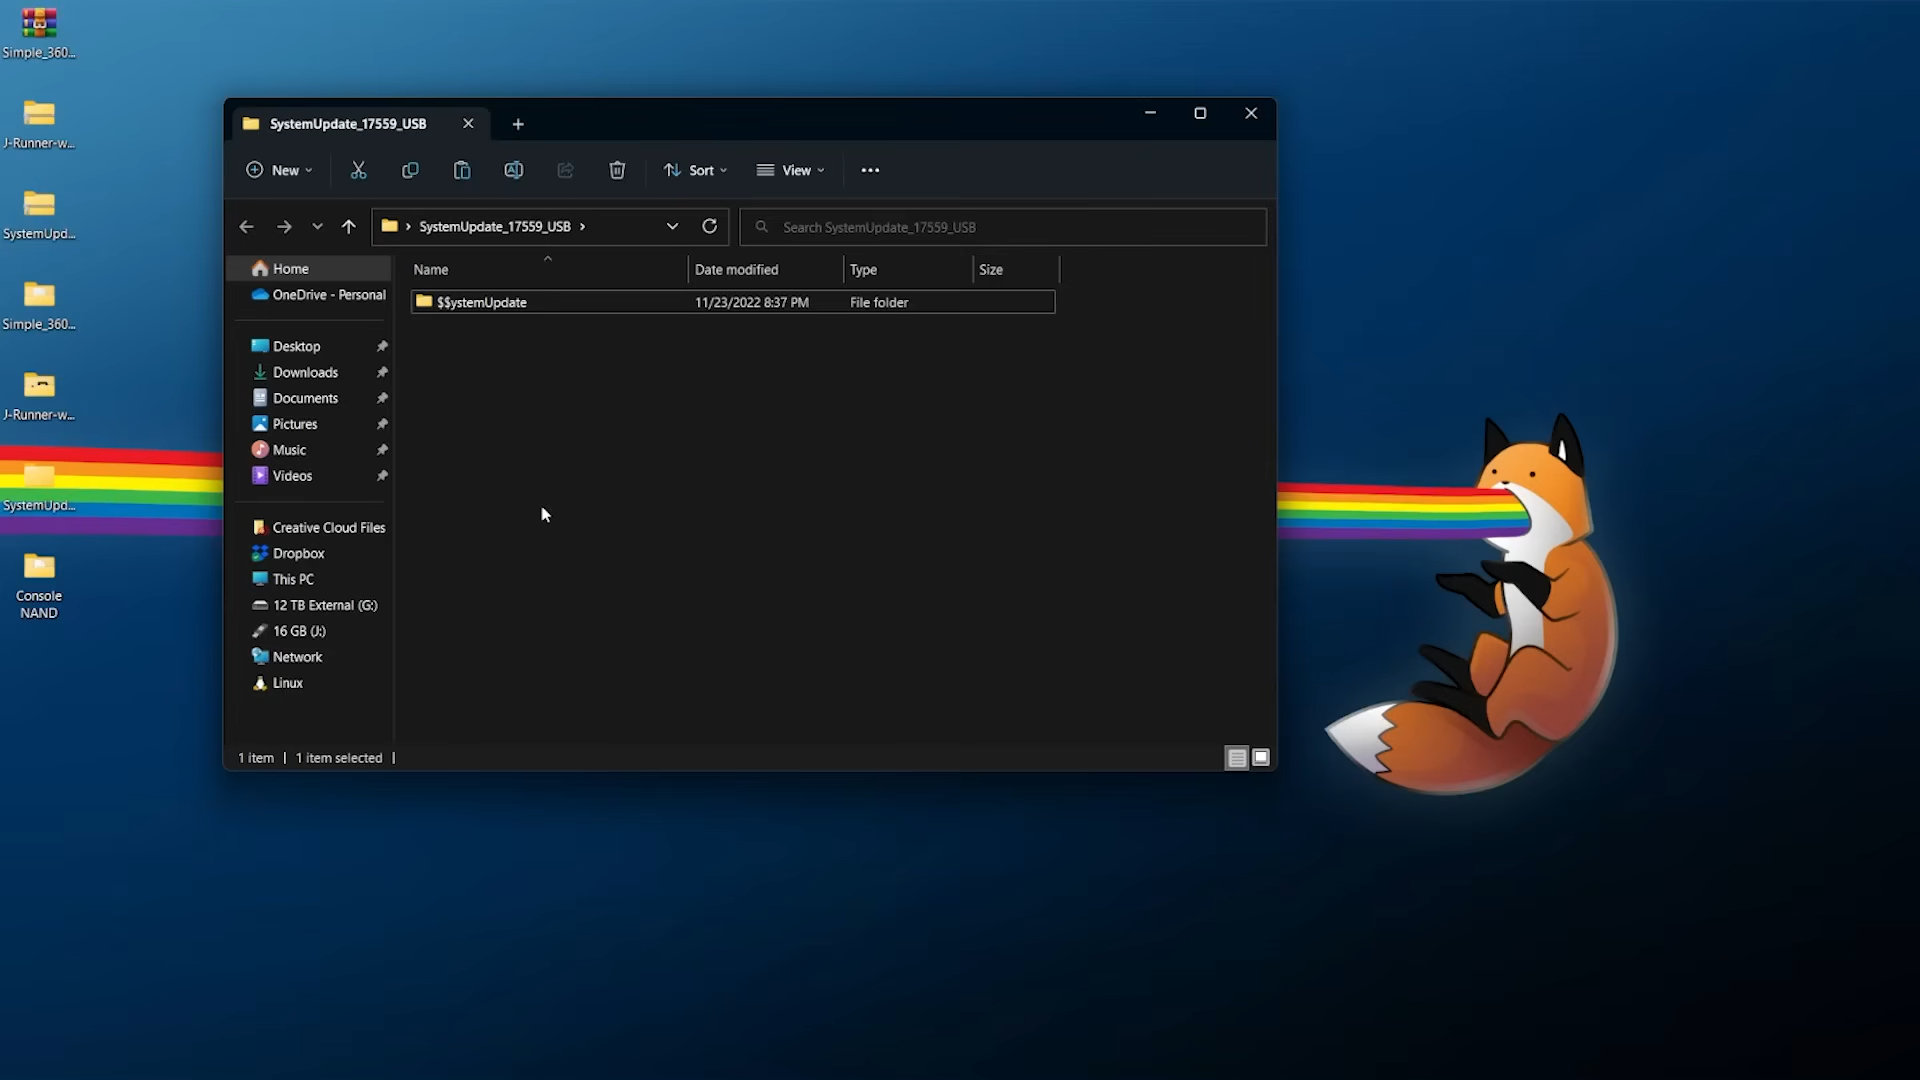 Simple_360...
J-Runner-w...
SystemUpd...
Simple_360...
J-Runner-w...
SystemUpd...
Console
NAND
SystemUpdate_17559_USB
New
Sort
View
SystemUpdate_17559_USB
Search SystemUpdate_17559_USB
Home
OneDrive - Personal
Desktop
Downloads
Documents
Pictures
Music
Videos
Creative Cloud Files
Dropbox
This PC
12 TB External (G:)
16 GB (J:)
Network
Linux
Name Date modified Type Size
$$ystemUpdate 11/23/2022 8:37 PM File folder
1 item 1 item selected